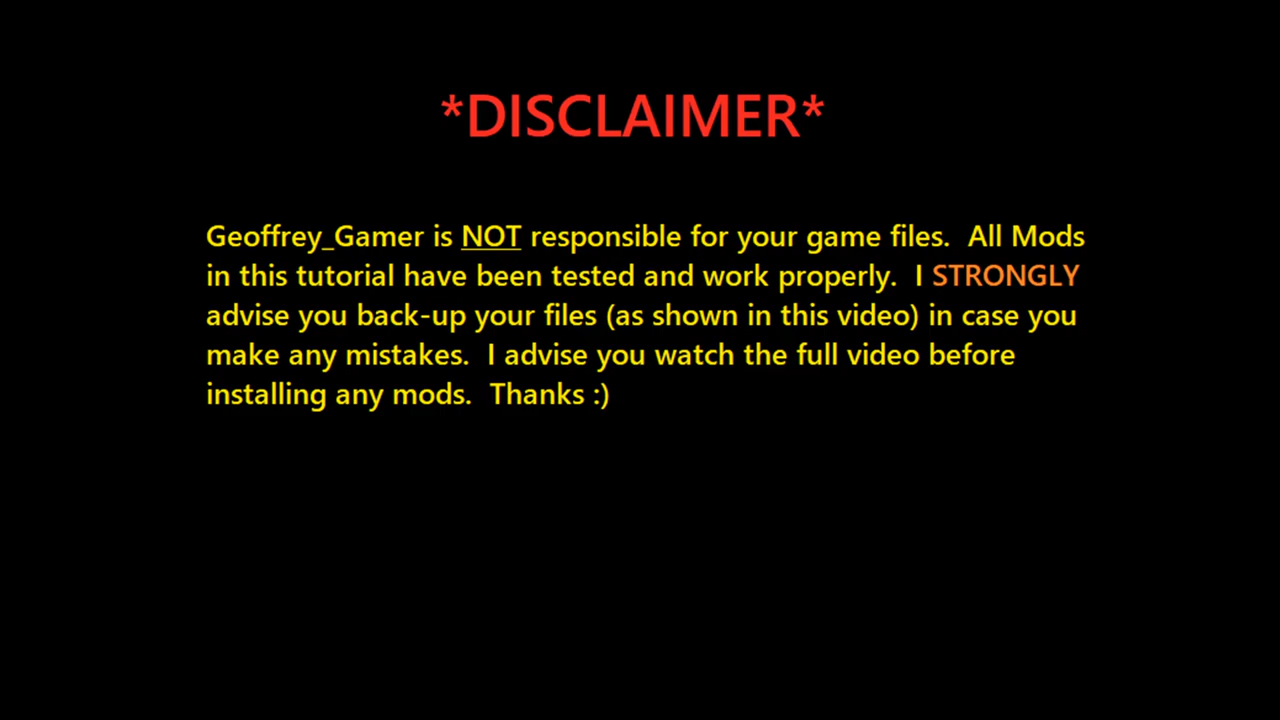 *DISCLAIMER*
Geoffrey_Gamer is NOT responsible for your game files.  All Mods
in this tutorial have been tested and work properly.  I STRONGLY
advise you back-up your files (as shown in this video) in case you
make any mistakes.  I advise you watch the full video before
installing any mods.  Thanks :)